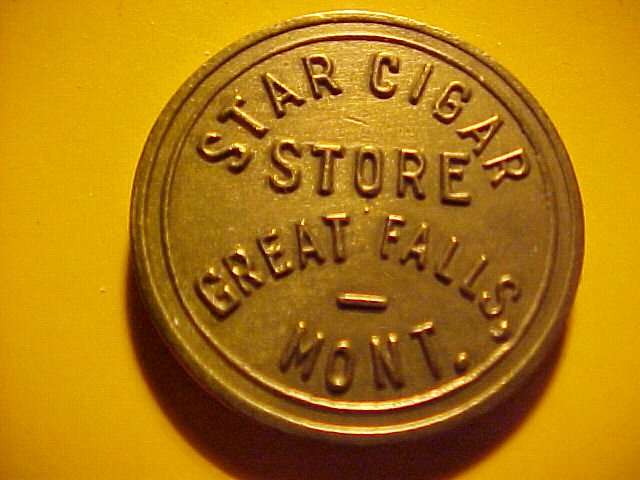 STAR CIGAR
STORE
GREAT FALLS,
—
MONT.